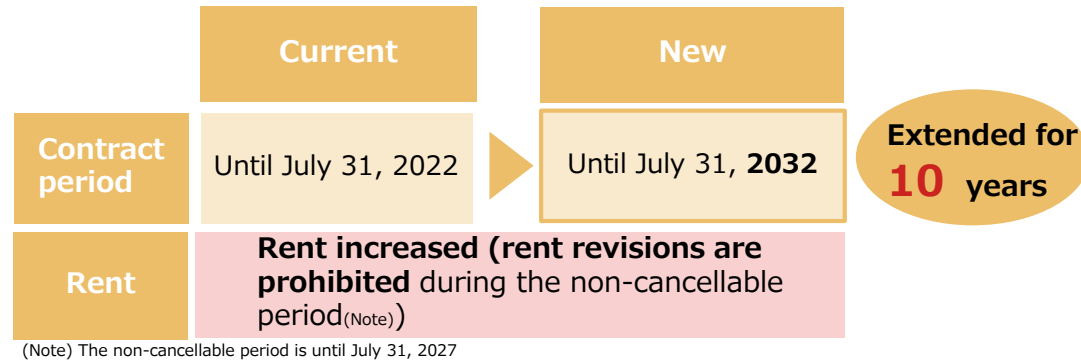 Current
New
Contract
period
Until July 31, 2022
Until July 31, 2032
Extended for
10 years
Rent
Rent increased (rent revisions are
prohibited during the non-cancellable
period(Note))
(Note) The non-cancellable period is until July 31, 2027